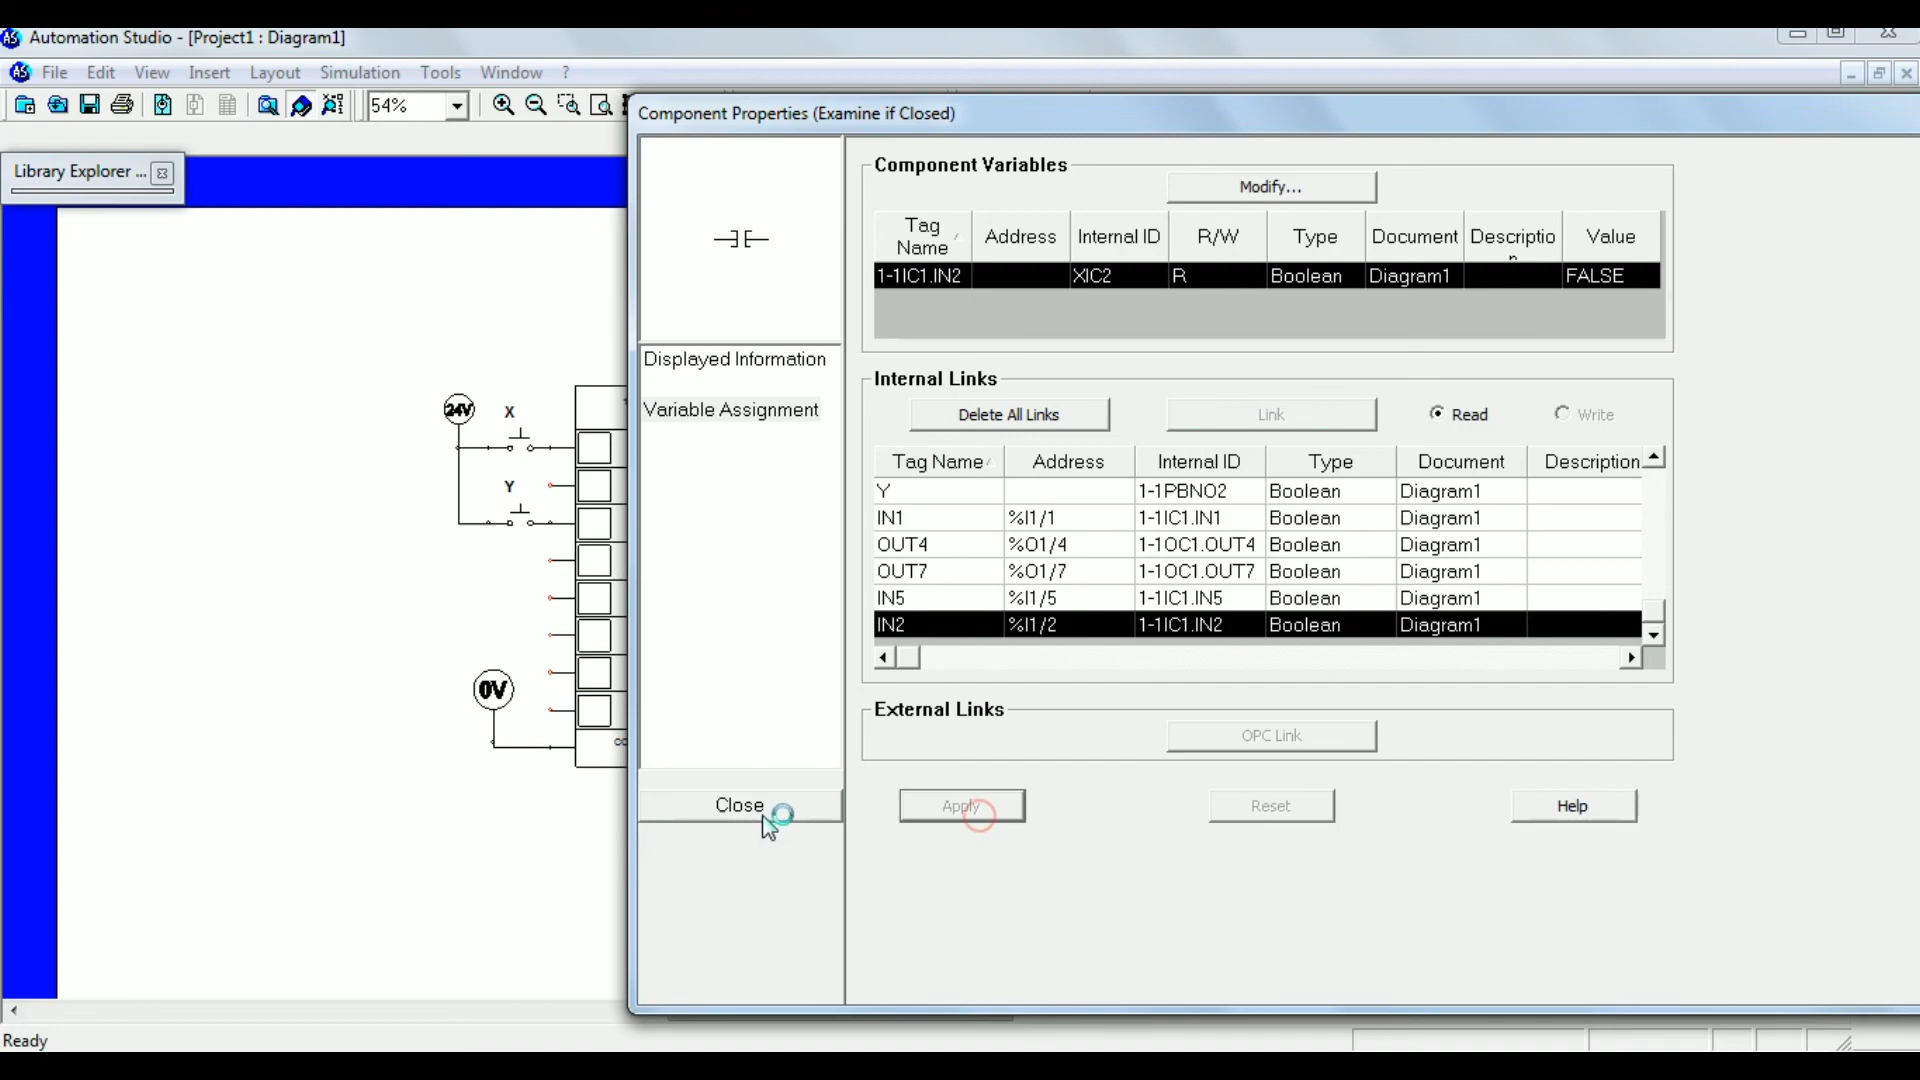 Automation Studio - [Project1 : Diagram1]
File Edit View Insert Layout Simulation Tools Window ?
54%
Library Explorer ...
24V X
Y
0V
Component Properties (Examine if Closed)
Displayed Information
Variable Assignment
Close
Component Variables
Modify...
Tag Name Address Internal ID R/W Type Document Description Value
1-1IC1.IN2 XIC2 R Boolean Diagram1 FALSE
Internal Links
Delete All Links Link Read Write
Tag Name Address Internal ID Type Document Description
Y 1-1PBNO2 Boolean Diagram1
IN1 %I1/1 1-1IC1.IN1 Boolean Diagram1
OUT4 %O1/4 1-1OC1.OUT4 Boolean Diagram1
OUT7 %O1/7 1-1OC1.OUT7 Boolean Diagram1
IN5 %I1/5 1-1IC1.IN5 Boolean Diagram1
IN2 %I1/2 1-1IC1.IN2 Boolean Diagram1
External Links
OPC Link
Apply Reset Help
Ready